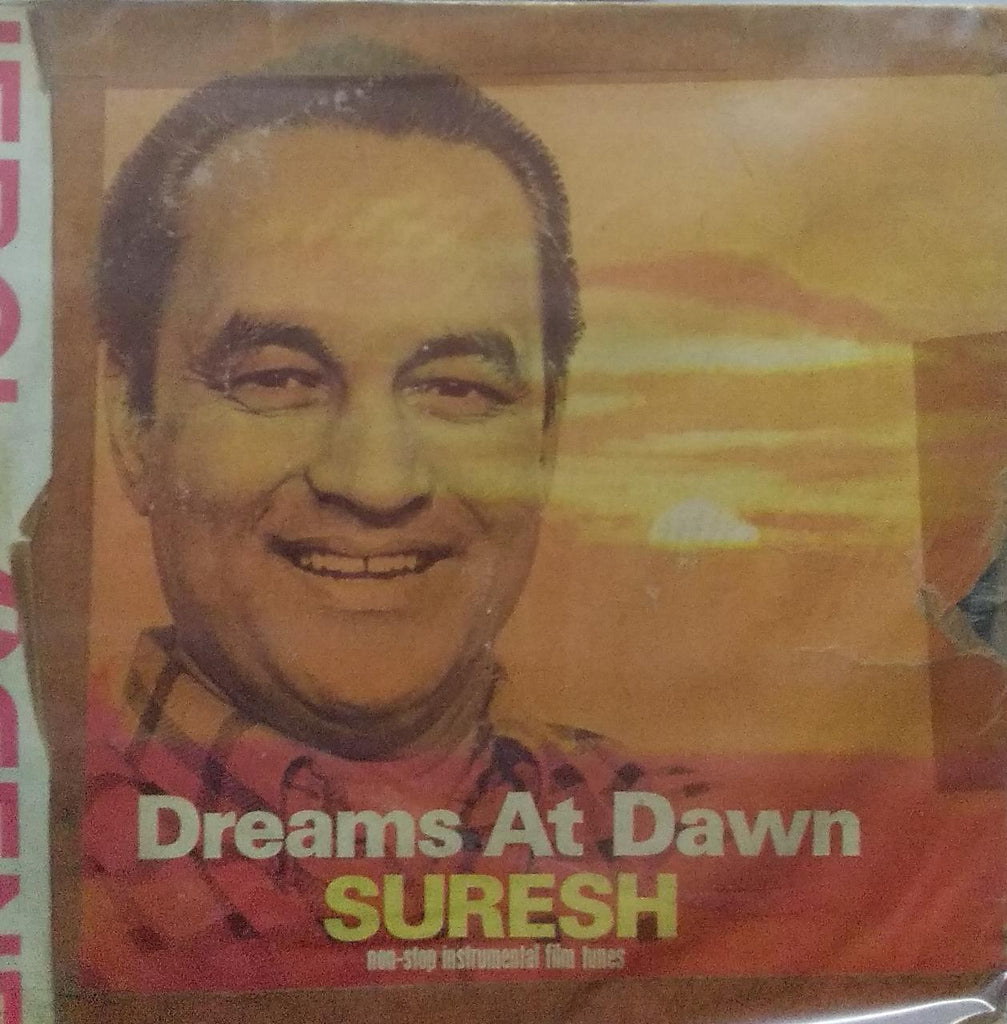 Dreams At Dawn
SURESH
non-stop instrumental film tunes